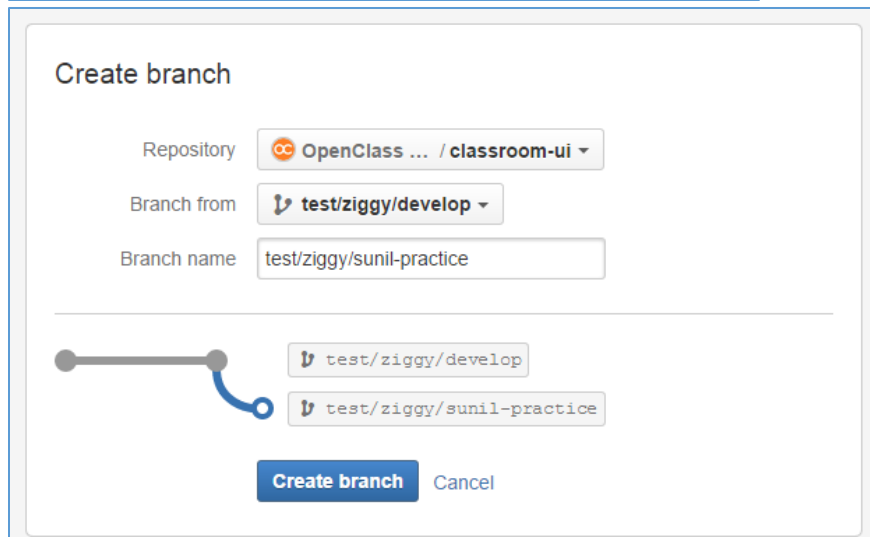 Create branch
Repository OpenClass ... / classroom-ui
Branch from test/ziggy/develop
Branch name test/ziggy/sunil-practice
test/ziggy/develop
test/ziggy/sunil-practice
Create branch Cancel